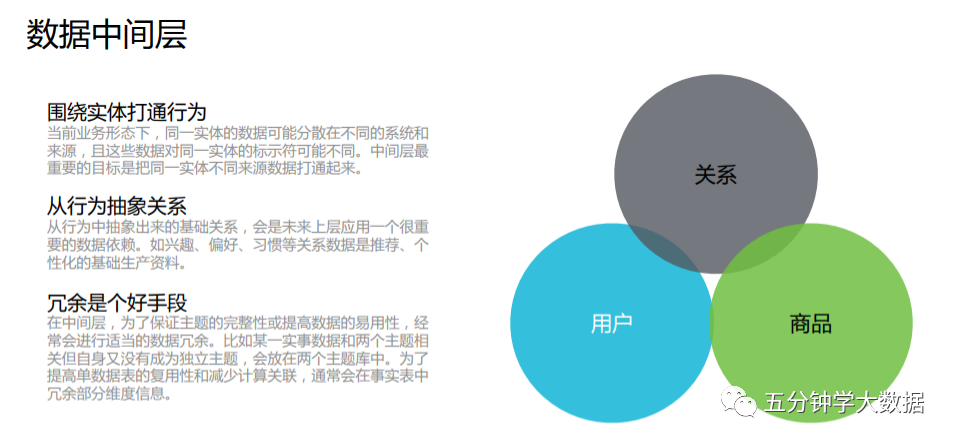 数据中间层
围绕实体打通行为
当前业务形态下，同一实体的数据可能分散在不同的系统和
来源，且这些数据对同一实体的标示符可能不同。中间层最
重要的目标是把同一实体不同来源数据打通起来。
从行为抽象关系
从行为中抽象出来的基础关系，会是未来上层应用一个很重
要的数据依赖。如兴趣、偏好、习惯等关系数据是推荐、个
性化的基础生产资料。
冗余是个好手段
在中间层，为了保证主题的完整性或提高数据的易用性，经
常会进行适当的数据冗余。比如某一实事数据和两个主题相
关但自身又没有成为独立主题，会放在两个主题库中。为了
提高单数据表的复用性和减少计算关联，通常会在事实表中
冗余部分维度信息。
关系
用户
商品
五分钟学大数据